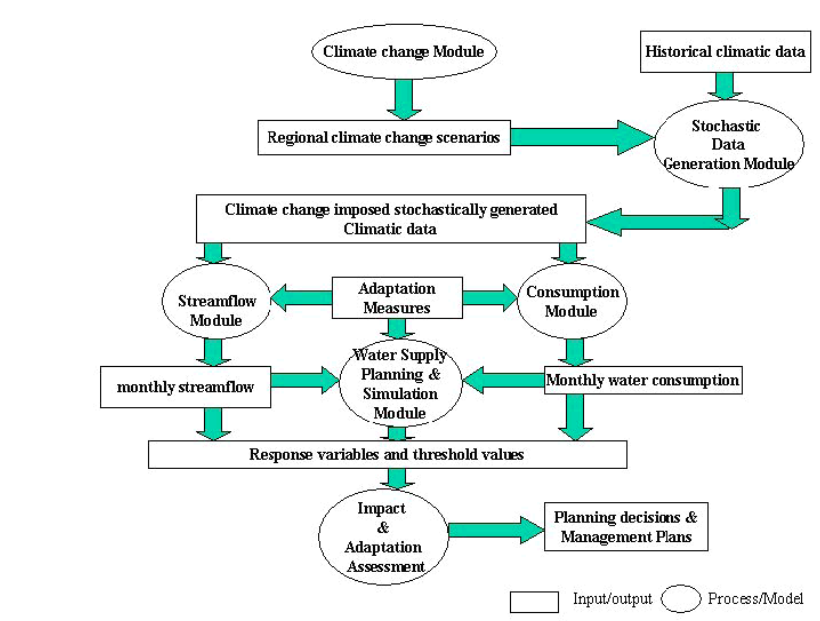 Climate change Module
Historical climatic data
Regional climate change scenarios
Stochastic
Data
Generation Module
Climate change imposed stochastically generated
Climatic data
Streamflow
Module
Adaptation
Measures
Consumption
Module
monthly streamflow
Water Supply
Planning &
Simulation
Module
Monthly water consumption
Response variables and threshold values
Impact
&
Adaptation
Assessment
Planning decisions &
Management Plans
Input/output
Process/Model